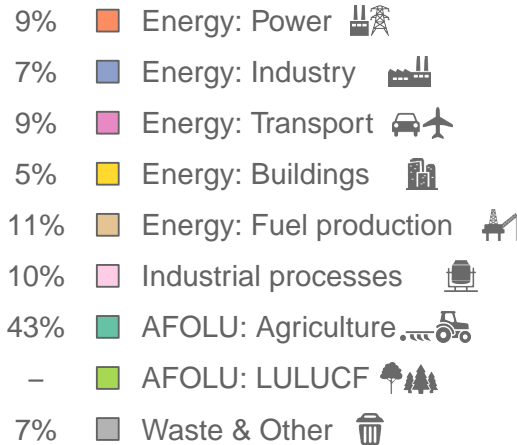 9% Energy: Power
7% Energy: Industry
9% Energy: Transport
5% Energy: Buildings
11% Energy: Fuel production
10% Industrial processes
43% AFOLU: Agriculture
– AFOLU: LULUCF
7% Waste & Other